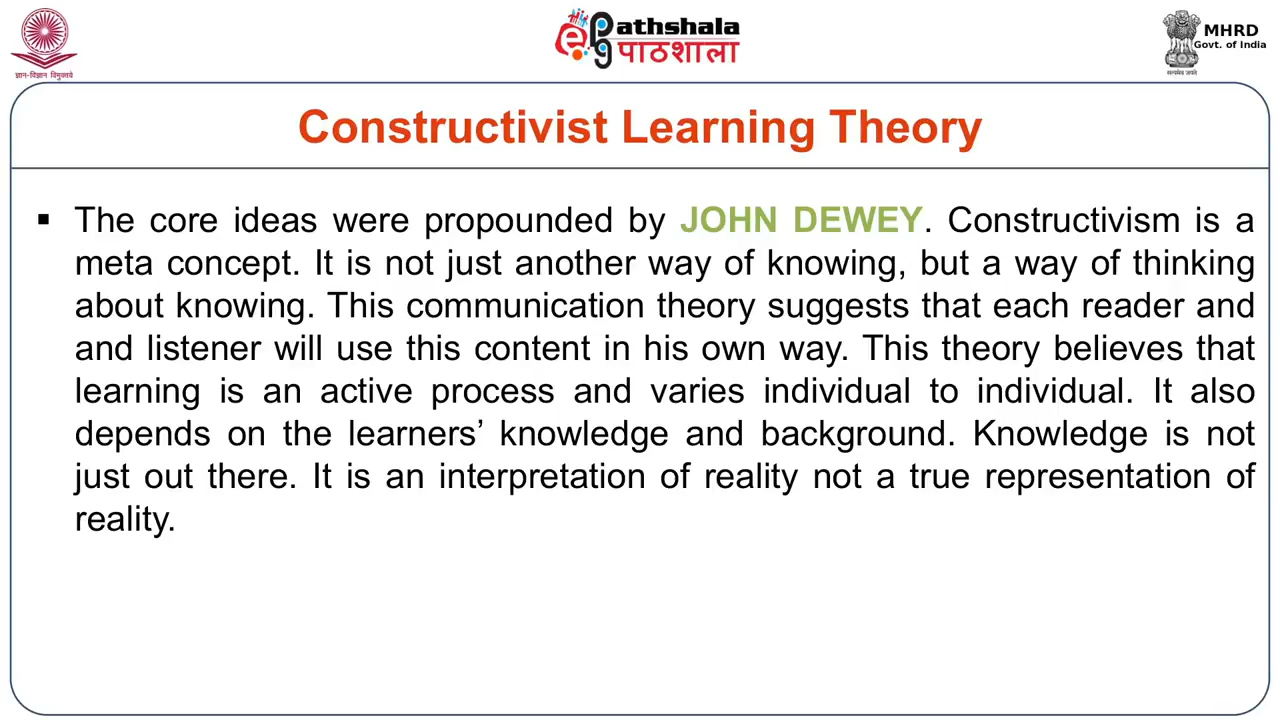 ज्ञान-विज्ञान विमुक्तये
ePathshala
पाठशाला
MHRD
Govt. of India
सत्यमेव जयते
Constructivist Learning Theory
▪ The core ideas were propounded by JOHN DEWEY. Constructivism is a
meta concept. It is not just another way of knowing, but a way of thinking
about knowing. This communication theory suggests that each reader and
and listener will use this content in his own way. This theory believes that
learning is an active process and varies individual to individual. It also
depends on the learners’ knowledge and background. Knowledge is not
just out there. It is an interpretation of reality not a true representation of
reality.